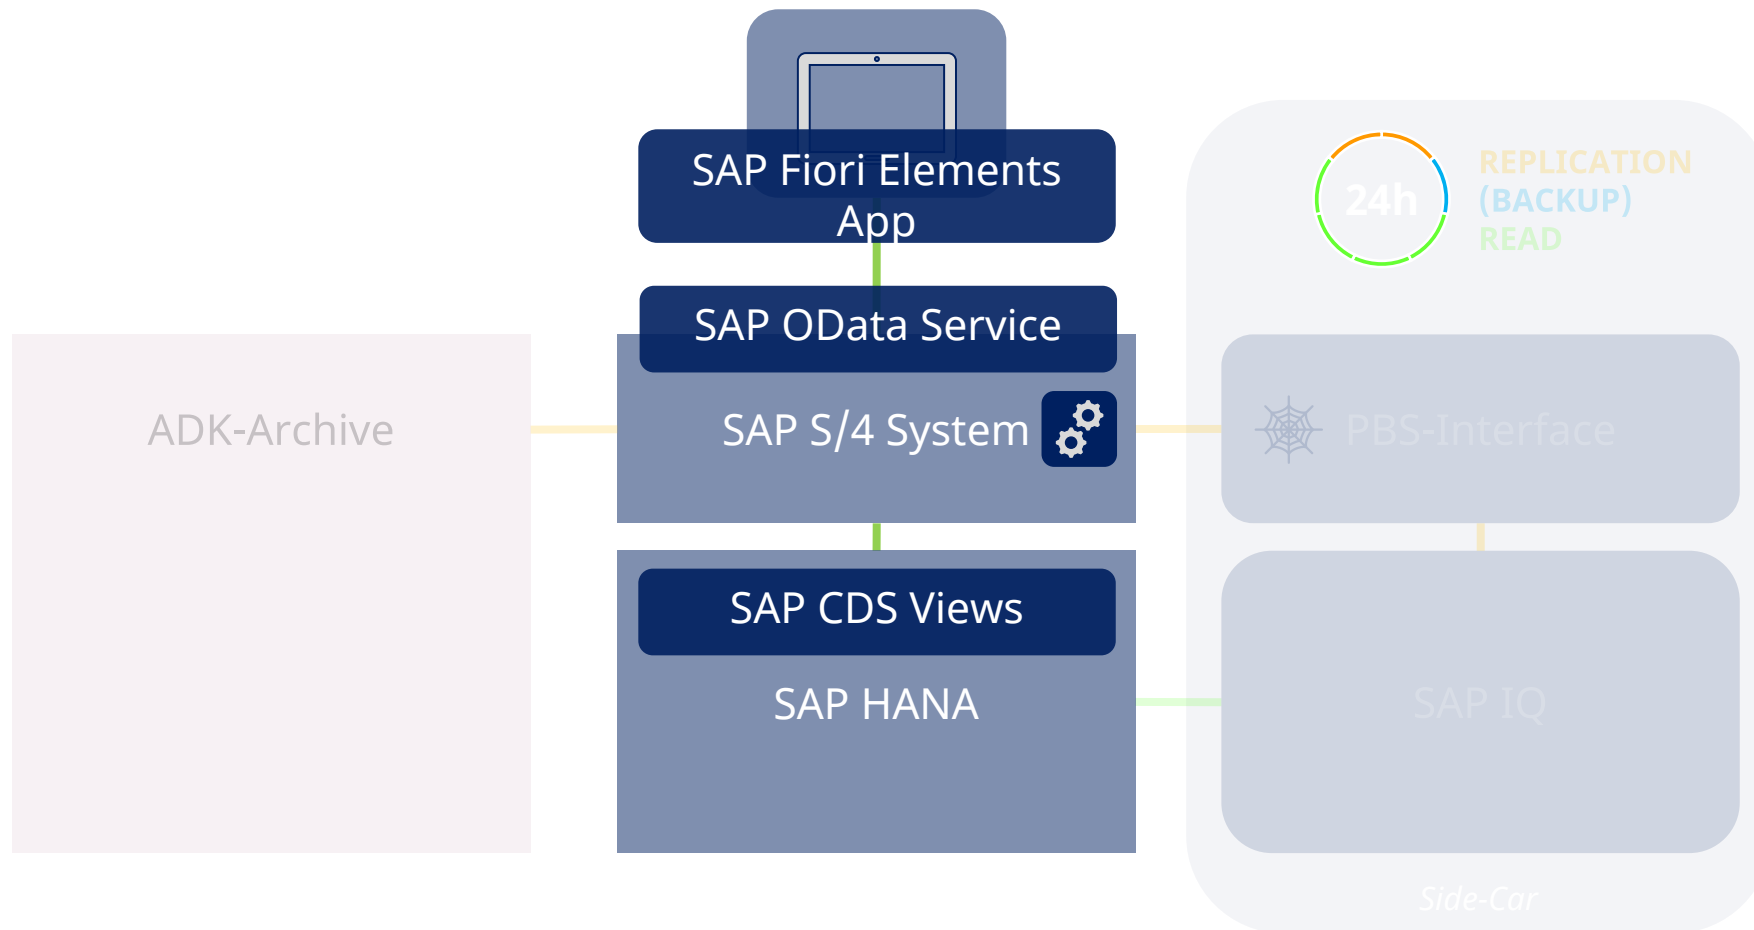 SAP Fiori Elements
App
24h
REPLICATION
(BACKUP)
READ
SAP OData Service
ADK-Archive
SAP S/4 System
PBS-Interface
SAP CDS Views
SAP HANA
SAP IQ
Side-Car